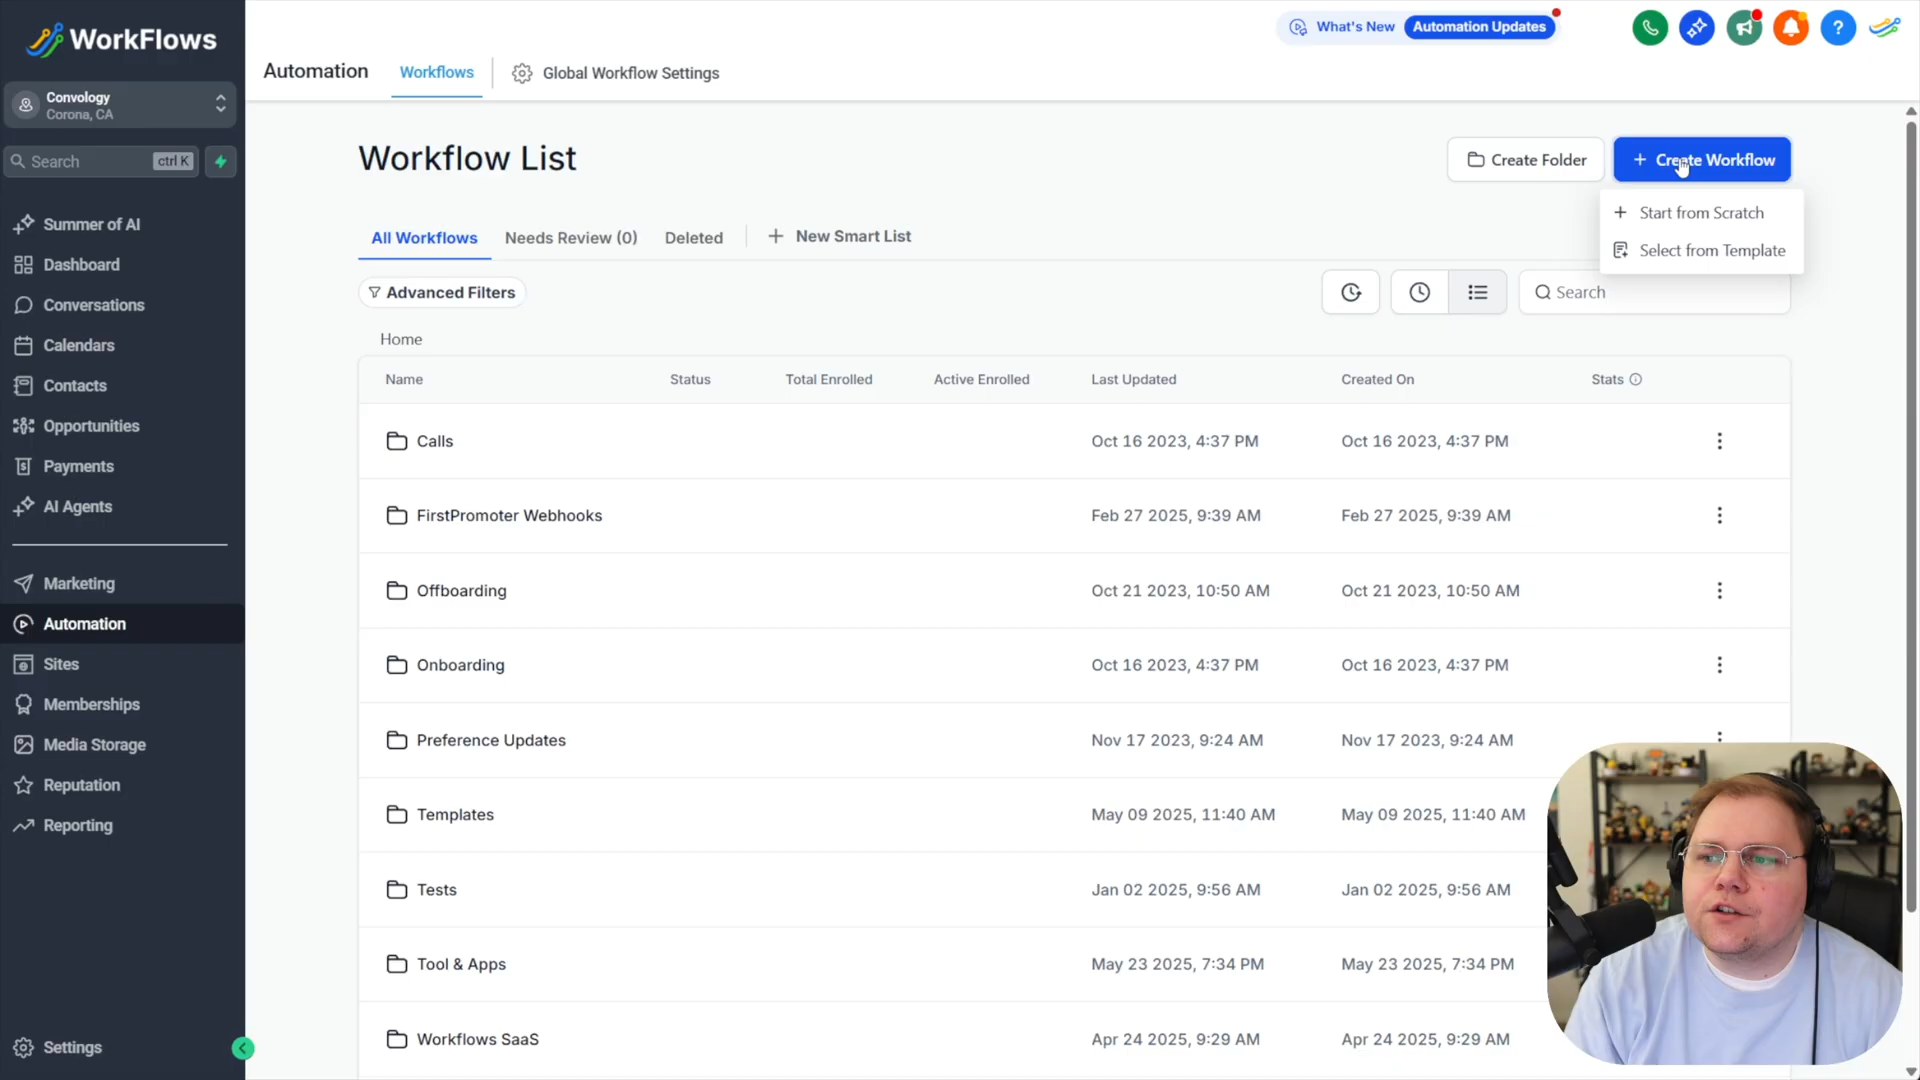 WorkFlows
Convology
Corona, CA
Search
ctrl K
Summer of AI
Dashboard
Conversations
Calendars
Contacts
Opportunities
Payments
AI Agents
Marketing
Automation
Sites
Memberships
Media Storage
Reputation
Reporting
Settings
What's New
Automation Updates
Automation
Workflows
Global Workflow Settings
Workflow List
Create Folder
+ Create Workflow
+ Start from Scratch
Select from Template
All Workflows
Needs Review (0)
Deleted
+ New Smart List
Advanced Filters
Search
Home
Name Status Total Enrolled Active Enrolled Last Updated Created On Stats
Calls Oct 16 2023, 4:37 PM Oct 16 2023, 4:37 PM
FirstPromoter Webhooks Feb 27 2025, 9:39 AM Feb 27 2025, 9:39 AM
Offboarding Oct 21 2023, 10:50 AM Oct 21 2023, 10:50 AM
Onboarding Oct 16 2023, 4:37 PM Oct 16 2023, 4:37 PM
Preference Updates Nov 17 2023, 9:24 AM Nov 17 2023, 9:24 AM
Templates May 09 2025, 11:40 AM May 09 2025, 11:40 AM
Tests Jan 02 2025, 9:56 AM Jan 02 2025, 9:56 AM
Tool & Apps May 23 2025, 7:34 PM May 23 2025, 7:34 PM
Workflows SaaS Apr 24 2025, 9:29 AM Apr 24 2025, 9:29 AM